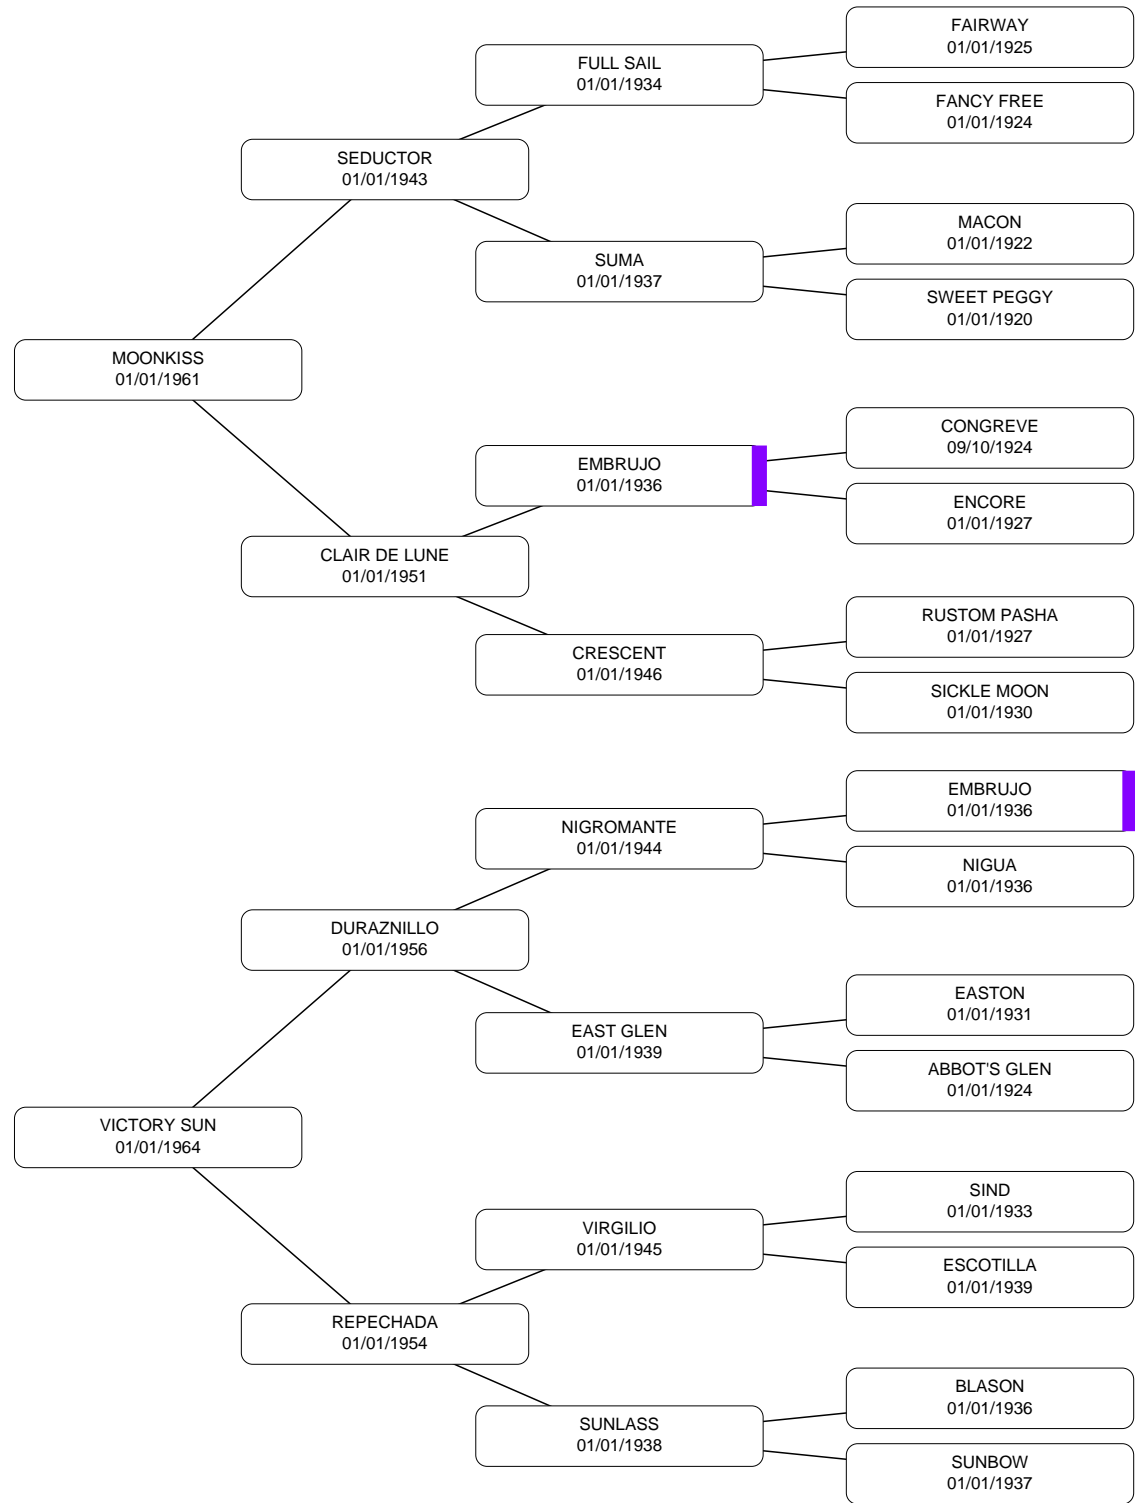 FAIRWAY
01/01/1925
FULL SAIL
01/01/1934
FANCY FREE
01/01/1924
SEDUCTOR
01/01/1943
MACON
01/01/1922
SUMA
01/01/1937
SWEET PEGGY
01/01/1920
MOONKISS
01/01/1961
CONGREVE
09/10/1924
EMBRUJO
01/01/1936
ENCORE
01/01/1927
CLAIR DE LUNE
01/01/1951
RUSTOM PASHA
01/01/1927
CRESCENT
01/01/1946
SICKLE MOON
01/01/1930
EMBRUJO
01/01/1936
NIGROMANTE
01/01/1944
NIGUA
01/01/1936
DURAZNILLO
01/01/1956
EASTON
01/01/1931
EAST GLEN
01/01/1939
ABBOT'S GLEN
01/01/1924
VICTORY SUN
01/01/1964
SIND
01/01/1933
VIRGILIO
01/01/1945
ESCOTILLA
01/01/1939
REPECHADA
01/01/1954
BLASON
01/01/1936
SUNLASS
01/01/1938
SUNBOW
01/01/1937